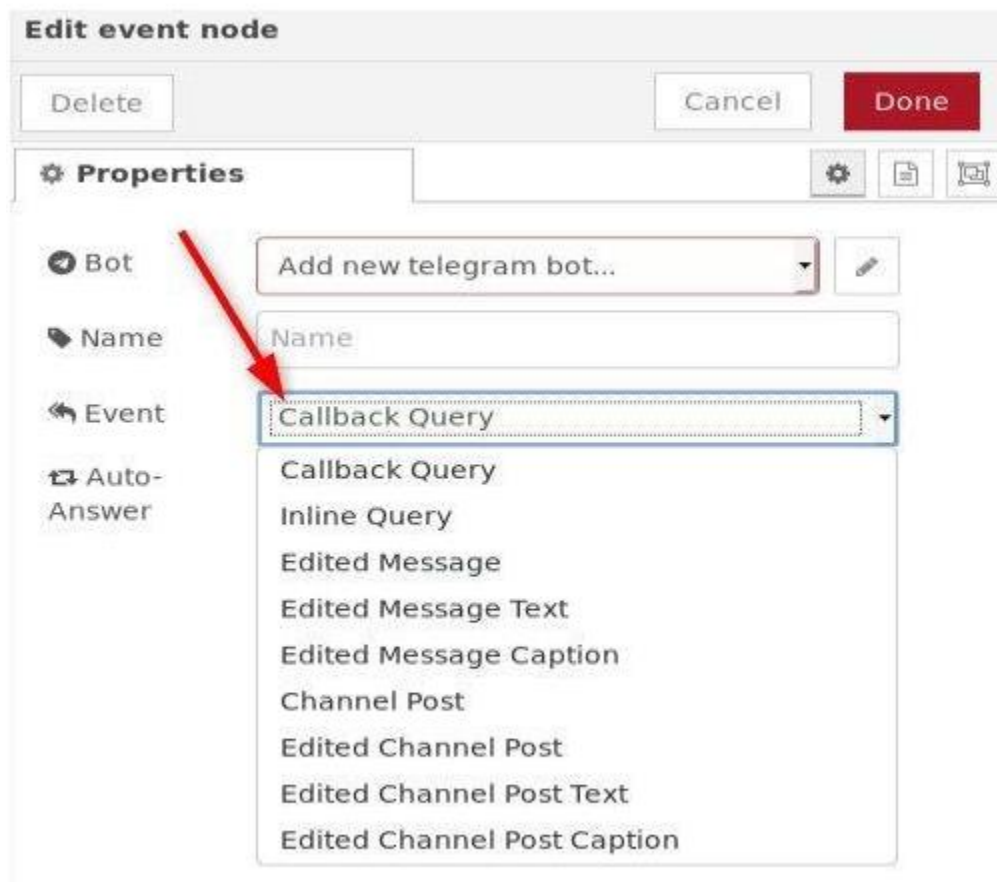 Edit event node
Delete Cancel Done
Properties
Bot Add new telegram bot...
Name Name
Event Callback Query
Auto-
Answer
Callback Query
Inline Query
Edited Message
Edited Message Text
Edited Message Caption
Channel Post
Edited Channel Post
Edited Channel Post Text
Edited Channel Post Caption